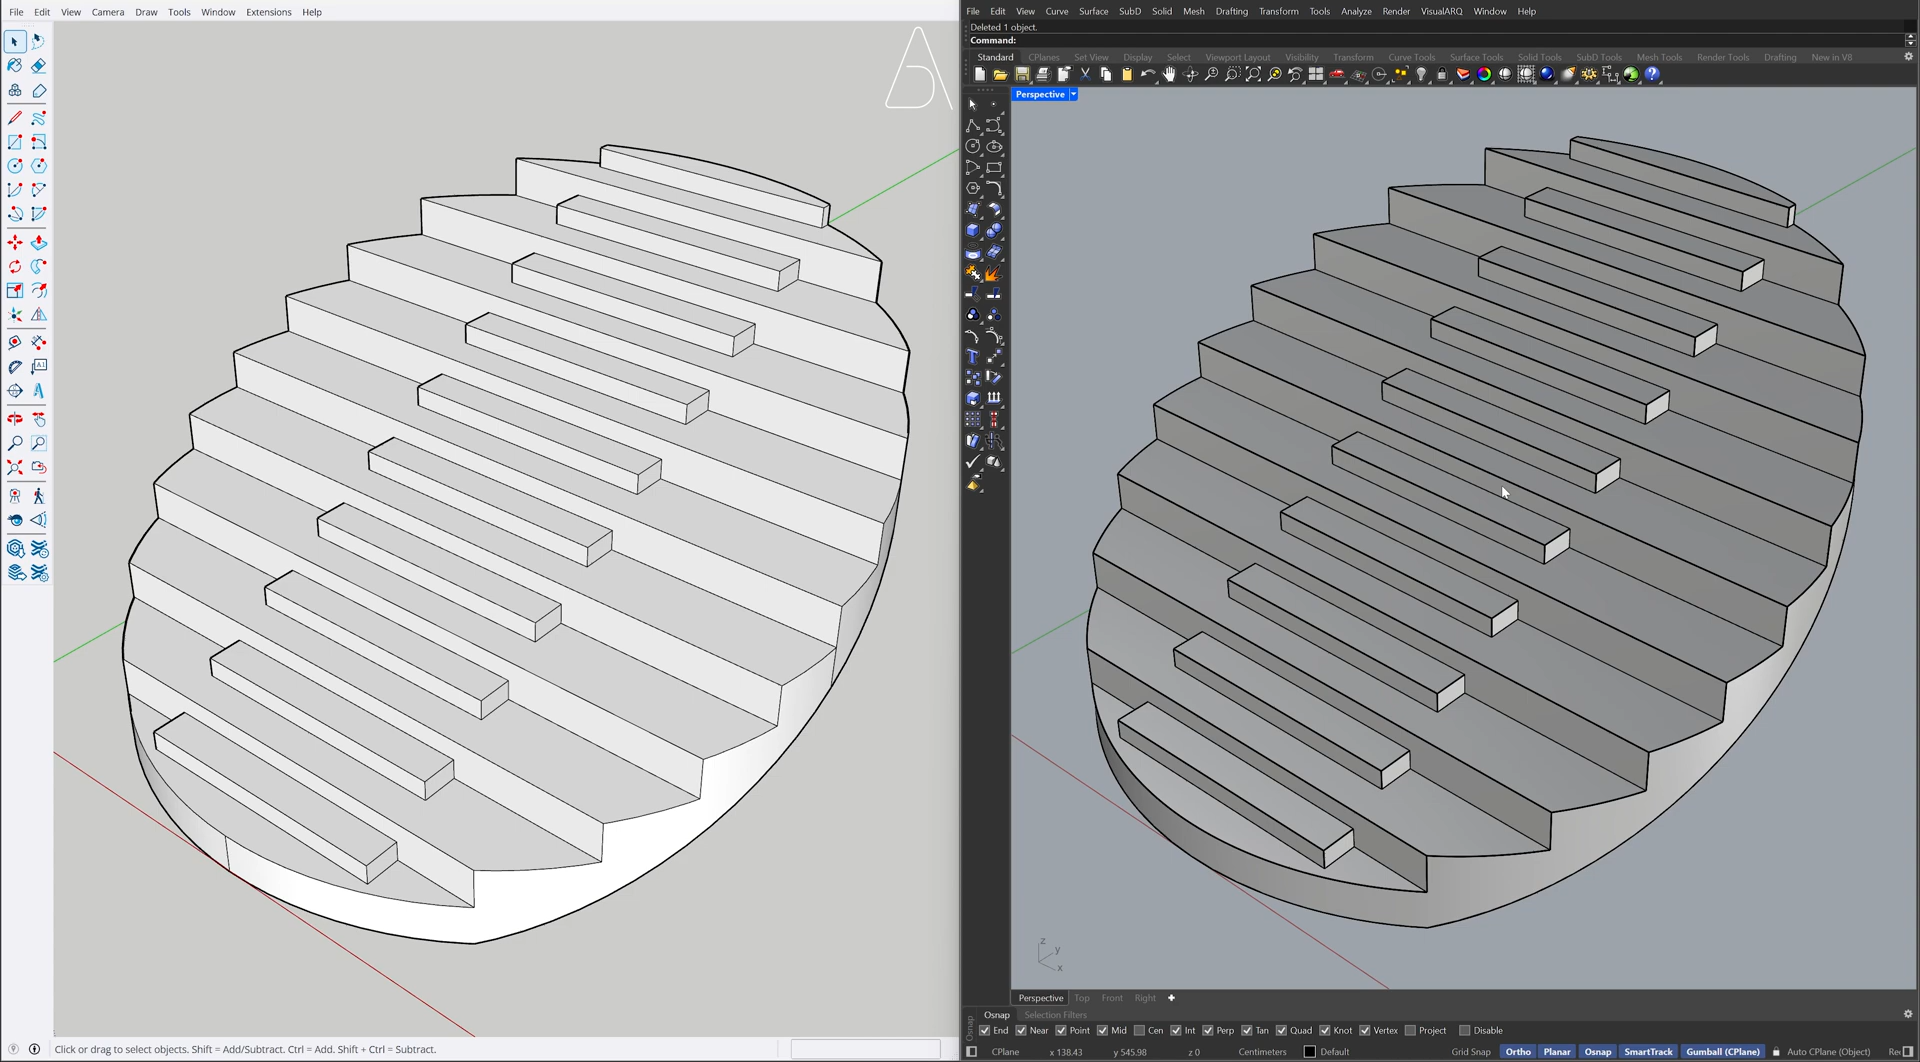 File Edit View Camera Draw Tools Window Extensions Help
File Edit View Curve Surface SubD Solid Mesh Drafting Transform Tools Analyze Render VisualARQ Window Help
Deleted 1 object.
Command:
Standard CPlanes Set View Display Select Viewport Layout Visibility Transform Curve Tools Surface Tools Solid Tools SubD Tools Mesh Tools Render Tools Drafting New in V8
Perspective
z
y
x
Perspective Top Front Right
Osnap Selection Filters
Osnap
End Near Point Mid Cen Int Perp Tan Quad Knot Vertex Project Disable
Click or drag to select objects. Shift = Add/Subtract. Ctrl = Add. Shift + Ctrl = Subtract.
CPlane x 138.43 y 545.98 z 0 Centimeters Default Grid Snap Ortho Planar Osnap SmartTrack Gumball (CPlane) Auto CPlane (Object) Rec